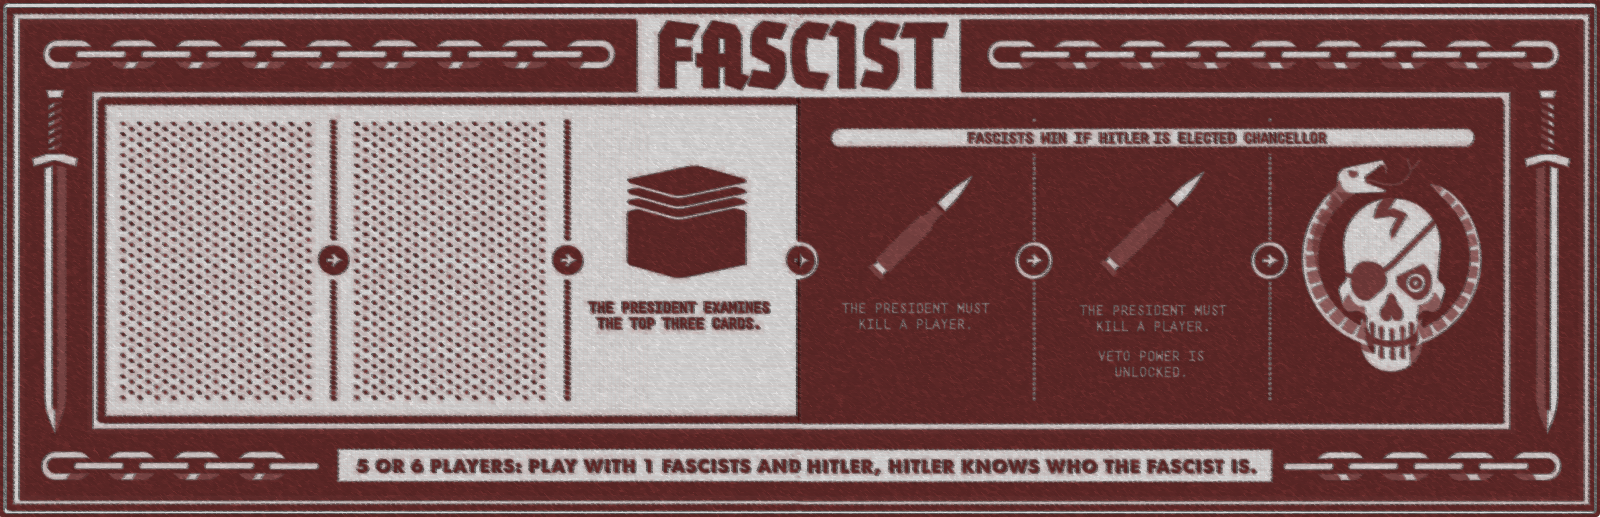 FASCIST
FASCISTS WIN IF HITLER IS ELECTED CHANCELLOR
THE PRESIDENT EXAMINES
THE TOP THREE CARDS.
THE PRESIDENT MUST
KILL A PLAYER.
THE PRESIDENT MUST
KILL A PLAYER.
VETO POWER IS
UNLOCKED.
5 OR 6 PLAYERS: PLAY WITH 1 FASCISTS AND HITLER, HITLER KNOWS WHO THE FASCIST IS.